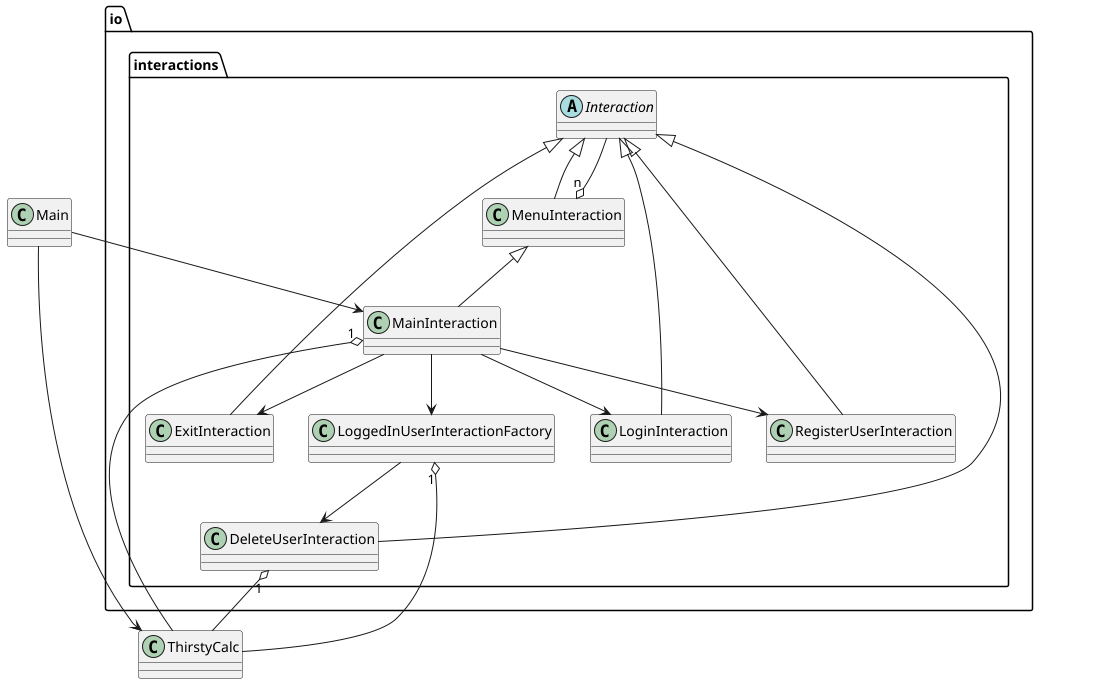 io
interactions
A Interaction
n
C Main
C MenuInteraction
C MainInteraction
1
C ExitInteraction
C LoggedInUserInteractionFactory
C LoginInteraction
C RegisterUserInteraction
1
C DeleteUserInteraction
1
C ThirstyCalc